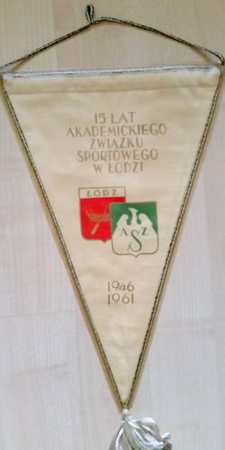 15 LAT
AKADEMICKIEGO
ZWIĄZKU
SPORTOWEGO
W ŁODZI
ŁÓDŹ
AZS
1946
1961